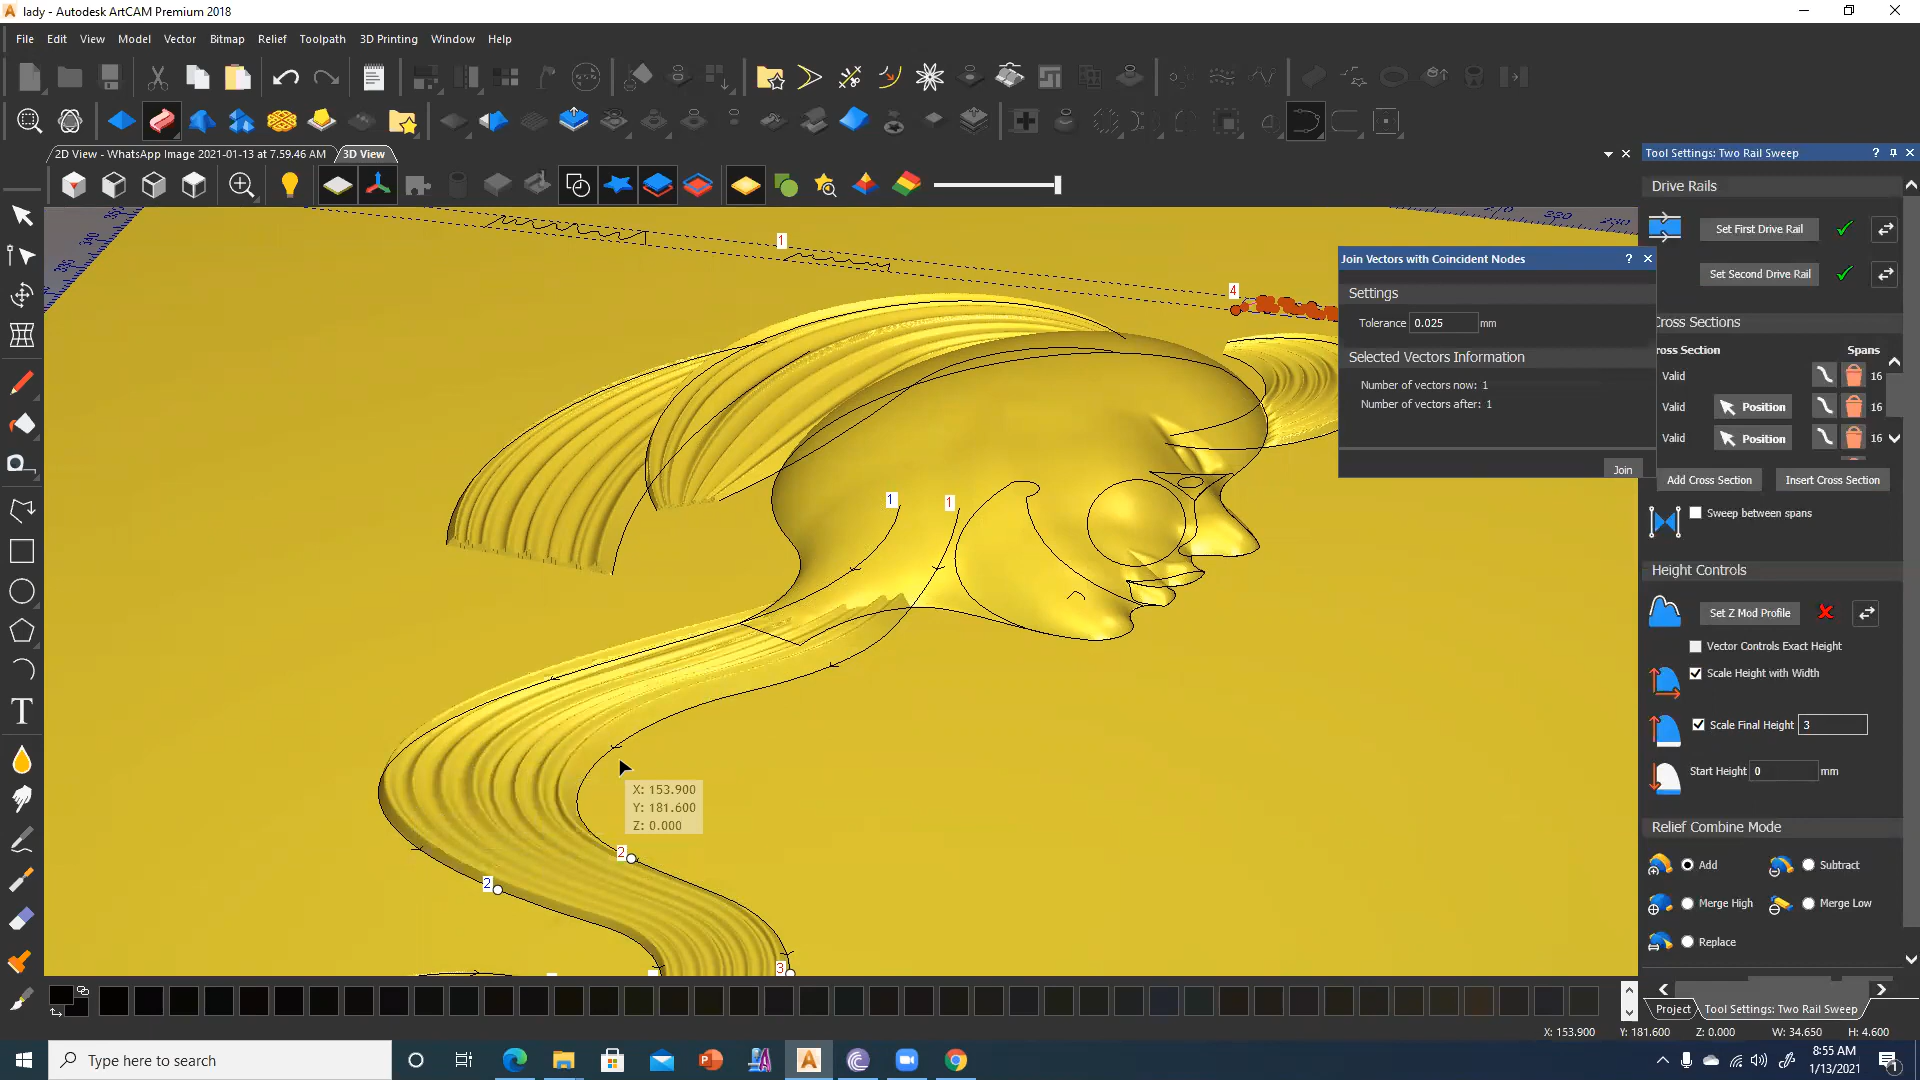 lady - Autodesk ArtCAM Premium 2018
File Edit View Model Vector Bitmap Relief Toolpath 3D Printing Window Help
2D View - WhatsApp Image 2021-01-13 at 7.59.46 AM
3D View
Tool Settings: Two Rail Sweep
Drive Rails
Set First Drive Rail
Set Second Drive Rail
Join Vectors with Coincident Nodes
Settings
Tolerance 0.025 mm
Selected Vectors Information
Number of vectors now: 1
Number of vectors after: 1
Join
Cross Sections
ross Section Spans
Valid 16
Valid Position 16
Valid Position 16
Add Cross Section Insert Cross Section
Sweep between spans
Height Controls
Set Z Mod Profile
Vector Controls Exact Height
Scale Height with Width
Scale Final Height 3
Start Height 0 mm
Relief Combine Mode
Add Subtract
Merge High Merge Low
Replace
Project Tool Settings: Two Rail Sweep
1
4
1
1
X: 153.900
Y: 181.600
Z: 0.000
2
2
3
X: 153.900 Y: 181.600 Z: 0.000 W: 34.650 H: 4.600
Type here to search
8:55 AM
1/13/2021